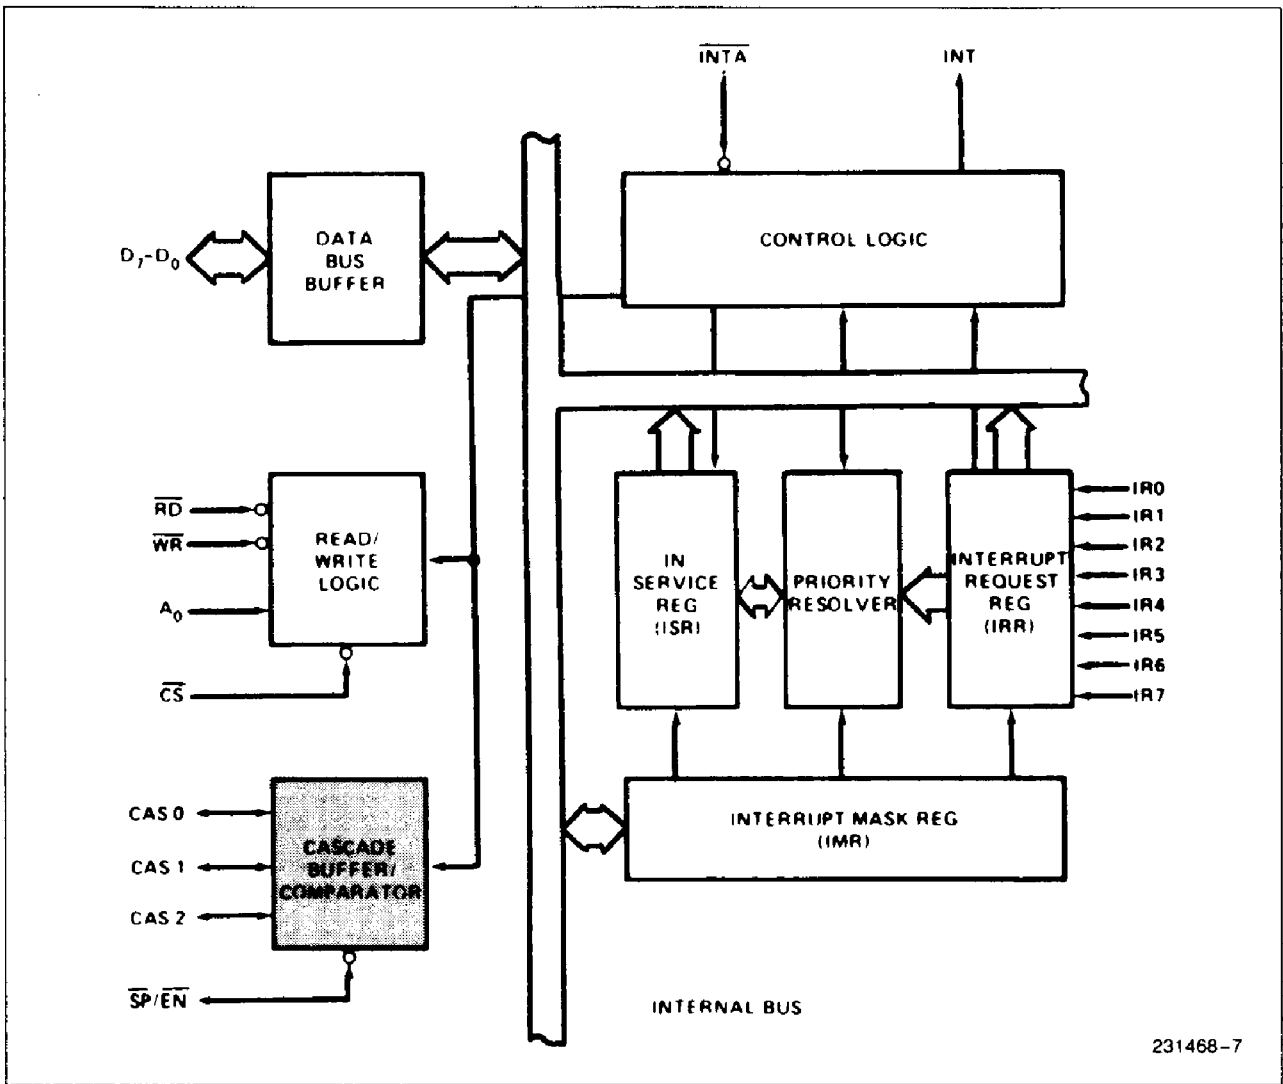 INTA
INT
DATA
BUS
BUFFER
D7-D0
CONTROL LOGIC
RD
WR
A0
CS
READ/
WRITE
LOGIC
IN
SERVICE
REG
(ISR)
PRIORITY
RESOLVER
INTERRUPT
REQUEST
REG
(IRR)
IR0
IR1
IR2
IR3
IR4
IR5
IR6
IR7
CAS 0
CAS 1
CAS 2
CASCADE
BUFFER/
COMPARATOR
INTERRUPT MASK REG
(IMR)
SP/EN
INTERNAL BUS
231468-7